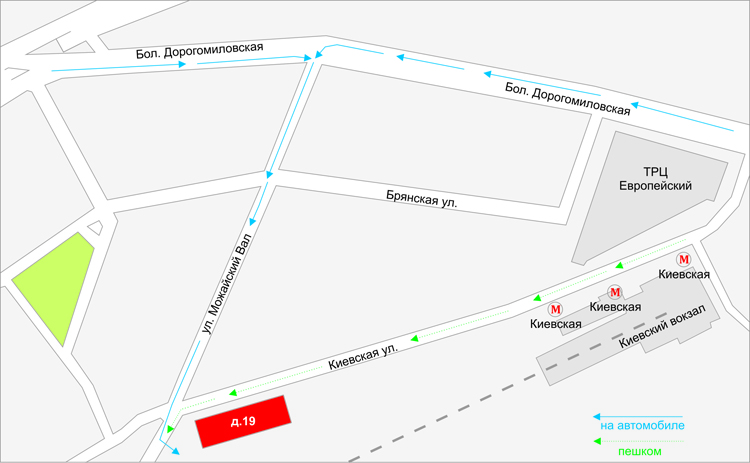 Бол. Дорогомиловская
Бол. Дорогомиловская
ТРЦ
Европейский
Брянская ул.
ул. Можайский Вал
М
Киевская
М
Киевская
М
Киевская
Киевский вокзал
Киевская ул.
д.19
на автомобиле
пешком